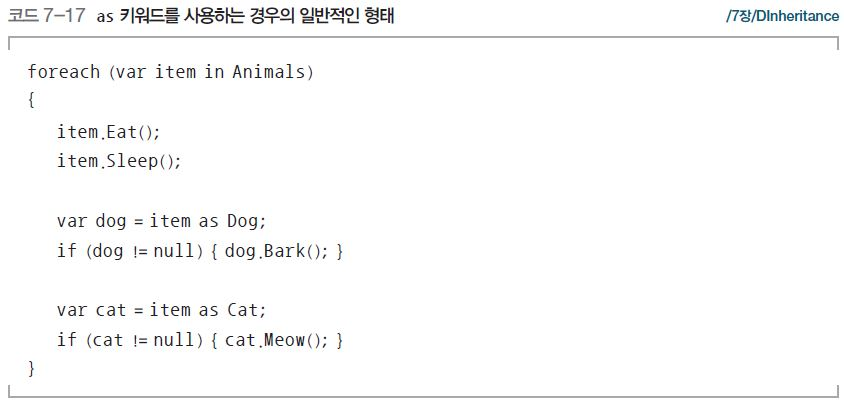 코드 7-17 as 키워드를 사용하는 경우의 일반적인 형태 /7장/DInheritance
foreach (var item in Animals)
{
item.Eat();
item.Sleep();
var dog = item as Dog;
if (dog != null) { dog.Bark(); }
var cat = item as Cat;
if (cat != null) { cat.Meow(); }
}